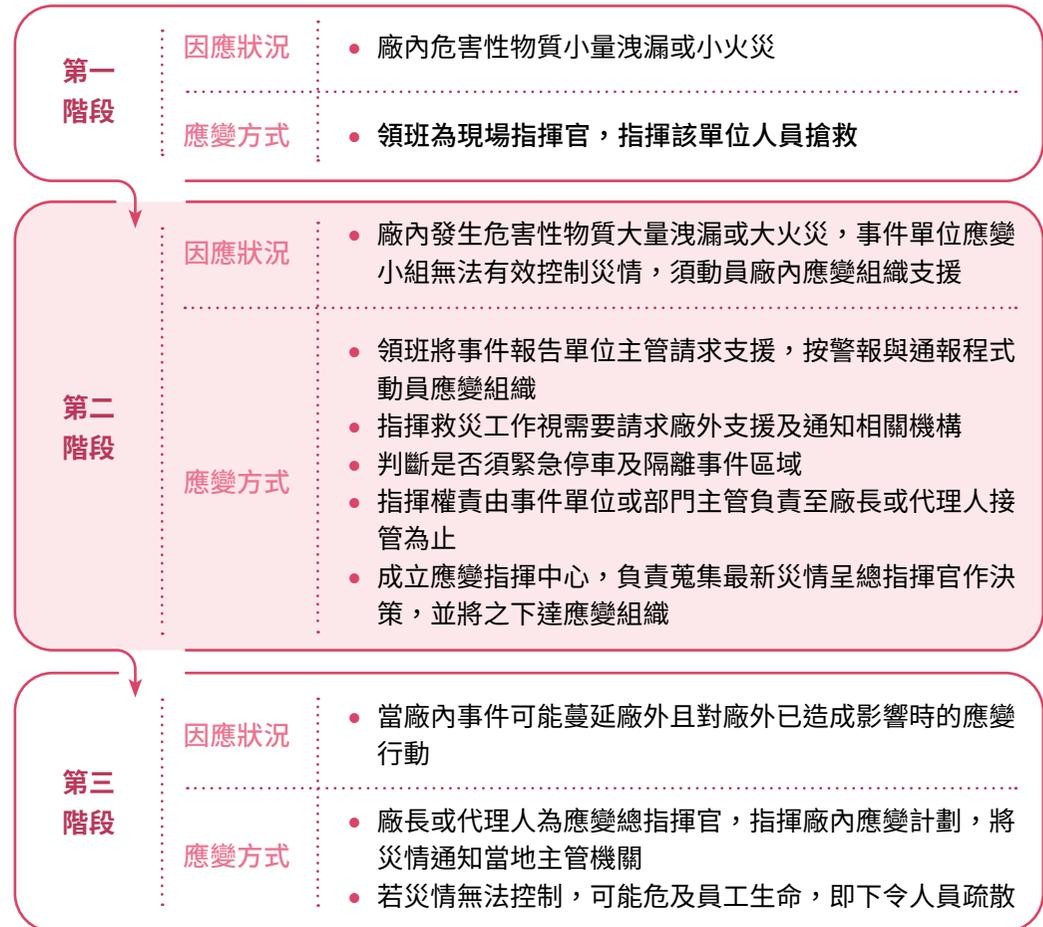 第一
階段
因應狀況
• 廠內危害性物質小量洩漏或小火災
應變方式
• 領班為現場指揮官，指揮該單位人員搶救
第二
階段
因應狀況
• 廠內發生危害性物質大量洩漏或大火災，事件單位應變
小組無法有效控制災情，須動員廠內應變組織支援
應變方式
• 領班將事件報告單位主管請求支援，按警報與通報程式
動員應變組織
• 指揮救災工作視需要請求廠外支援及通知相關機構
• 判斷是否須緊急停車及隔離事件區域
• 指揮權責由事件單位或部門主管負責至廠長或代理人接
管為止
• 成立應變指揮中心，負責蒐集最新災情呈總指揮官作決
策，並將之下達應變組織
第三
階段
因應狀況
• 當廠內事件可能蔓延廠外且對廠外已造成影響時的應變
行動
應變方式
• 廠長或代理人為應變總指揮官，指揮廠內應變計劃，將
災情通知當地主管機關
• 若災情無法控制，可能危及員工生命，即下令人員疏散